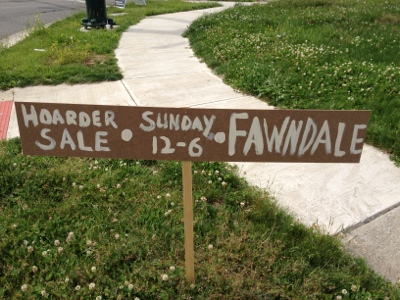 HOARDER SALE • SUNDAY 12-6 • FAWNDALE